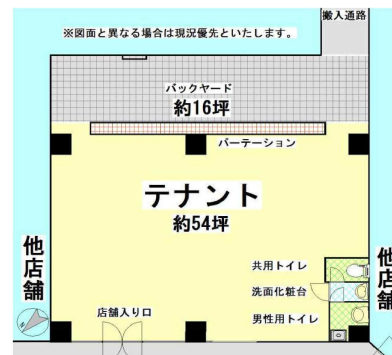 搬入通路
※図面と異なる場合は現況優先といたします。
バックヤード
約16坪
パーテーション
テナント
約54坪
他店舗
他店舗
共用トイレ
洗面化粧台
男性用トイレ
店舗入り口